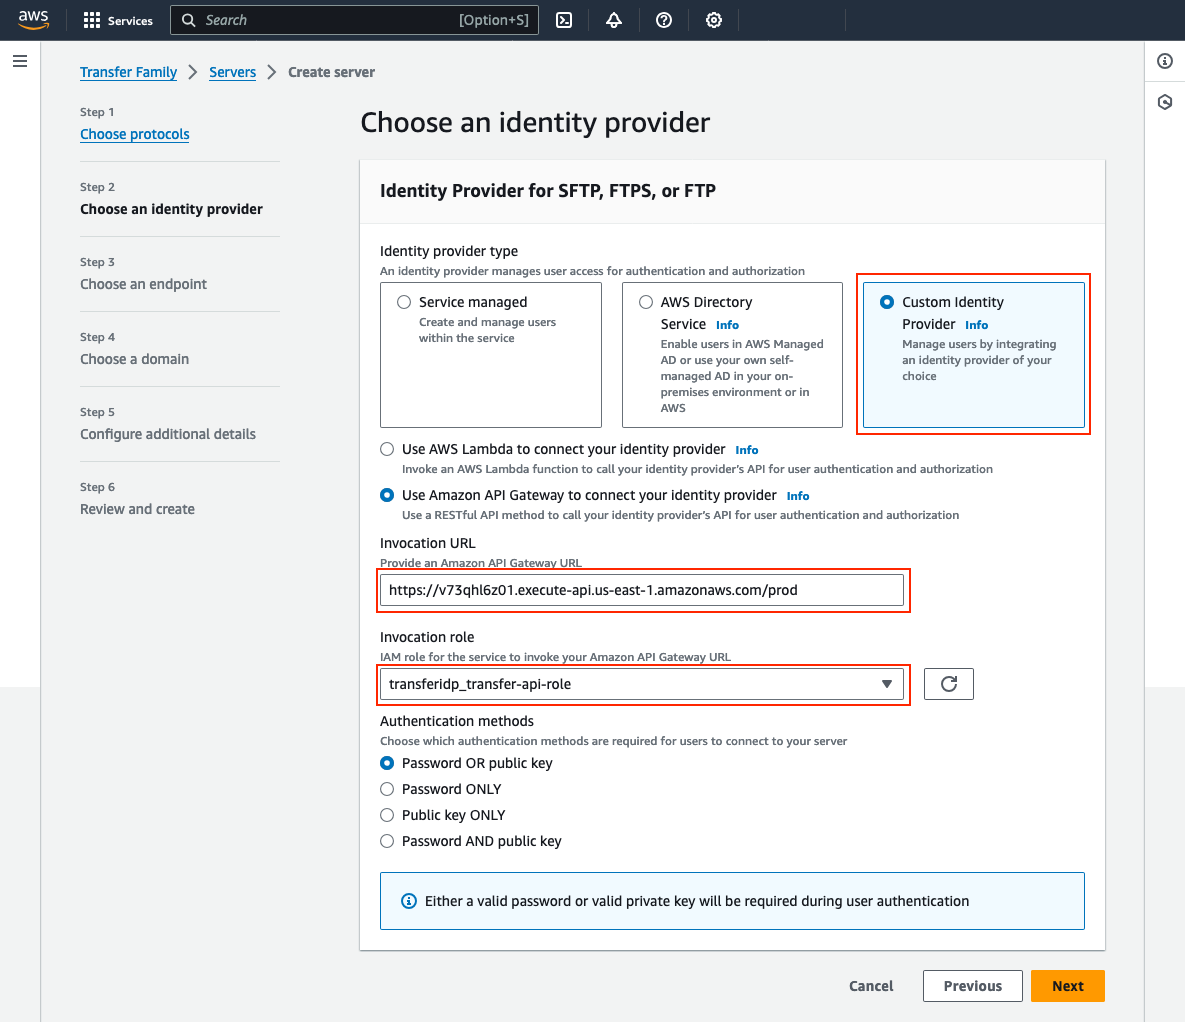 aws
Services
Search [Option+S]
Transfer Family > Servers > Create server
Step 1
Choose protocols
Step 2
Choose an identity provider
Step 3
Choose an endpoint
Step 4
Choose a domain
Step 5
Configure additional details
Step 6
Review and create
Choose an identity provider
Identity Provider for SFTP, FTPS, or FTP
Identity provider type
An identity provider manages user access for authentication and authorization
Service managed
Create and manage users
within the service
AWS Directory
Service Info
Enable users in AWS Managed
AD or use your own self-
managed AD in your on-
premises environment or in
AWS
Custom Identity
Provider Info
Manage users by integrating
an identity provider of your
choice
Use AWS Lambda to connect your identity provider Info
Invoke an AWS Lambda function to call your identity provider's API for user authentication and authorization
Use Amazon API Gateway to connect your identity provider Info
Use a RESTful API method to call your identity provider's API for user authentication and authorization
Invocation URL
Provide an Amazon API Gateway URL
https://v73qhl6z01.execute-api.us-east-1.amazonaws.com/prod
Invocation role
IAM role for the service to invoke your Amazon API Gateway URL
transferidp_transfer-api-role
Authentication methods
Choose which authentication methods are required for users to connect to your server
Password OR public key
Password ONLY
Public key ONLY
Password AND public key
Either a valid password or valid private key will be required during user authentication
Cancel
Previous
Next